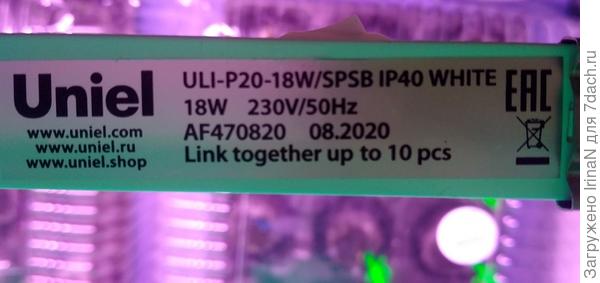 Uniel
www.uniel.com
www.uniel.ru
www.uniel.shop
ULI-P20-18W/SPSB IP40 WHITE
18W 230V/50Hz
AF470820 08.2020
Link together up to 10 pcs
EAC
Загружено IrinaN для 7dach.ru